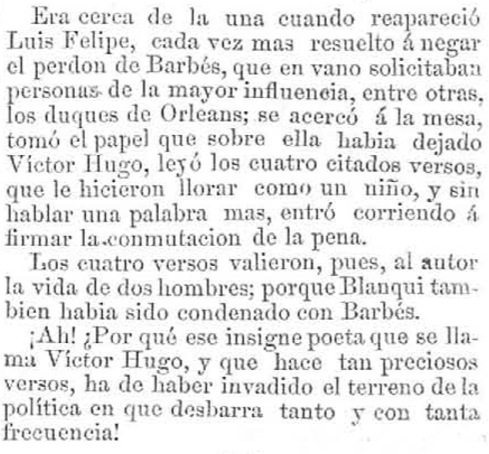 Era cerca de la una cuando reapareció
Luis Felipe, cada vez mas resuelto á negar
el perdon de Barbés, que en vano solicitaban
personas de la mayor influencia, entre otras,
los duques de Orleans; se acercó á la mesa,
tomó el papel que sobre ella habia dejado
Víctor Hugo, leyó los cuatro citados versos,
que le hicieron llorar como un niño, y sin
hablar una palabra mas, entró corriendo á
firmar la conmutacion de la pena.
Los cuatro versos valieron, pues, al autor
la vida de dos hombres; porque Blanqui tam-
bien habia sido condenado con Barbés.
¡Ah! ¿Por qué ese insigne poeta que se lla-
ma Víctor Hugo, y que hace tan preciosos
versos, ha de haber invadido el terreno de la
política en que desbarra tanto y con tanta
frecuencia!